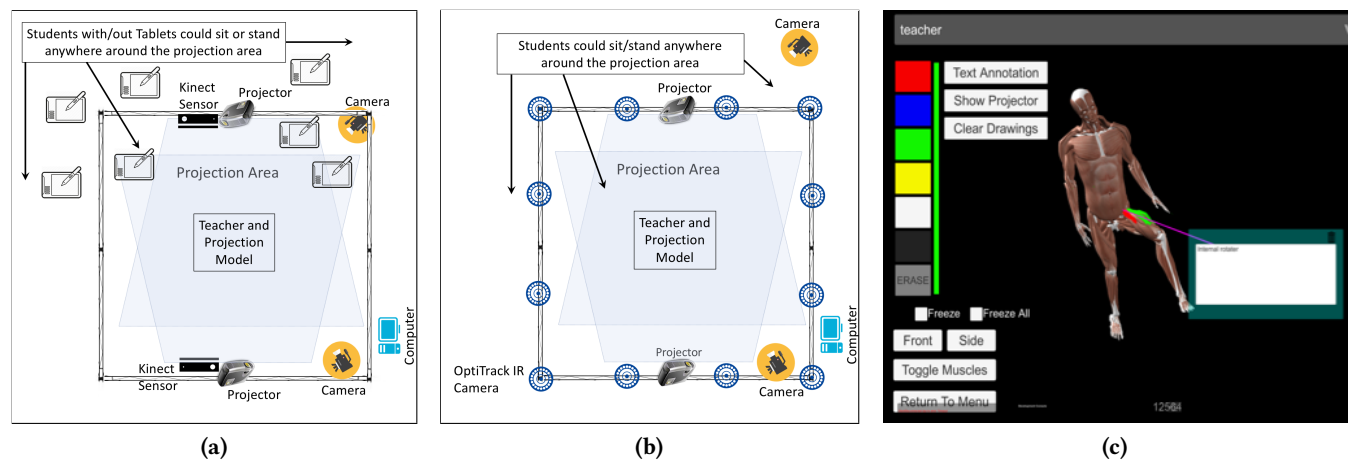 Students with/out Tablets could sit or stand
anywhere around the projection area
Kinect
Sensor
Projector
Camera
Projection Area
Teacher and
Projection
Model
Computer
Kinect
Sensor
Projector
Camera
(a)
Camera
Students could sit/stand anywhere
around the projection area
Projector
Projection Area
Teacher and
Projection
Model
Computer
Projector
OptiTrack IR
Camera
Camera
(b)
teacher
Text Annotation
Show Projector
Clear Drawings
Internal rotater
ERASE
Freeze
Freeze All
Front
Side
Toggle Muscles
Return To Menu
(c)